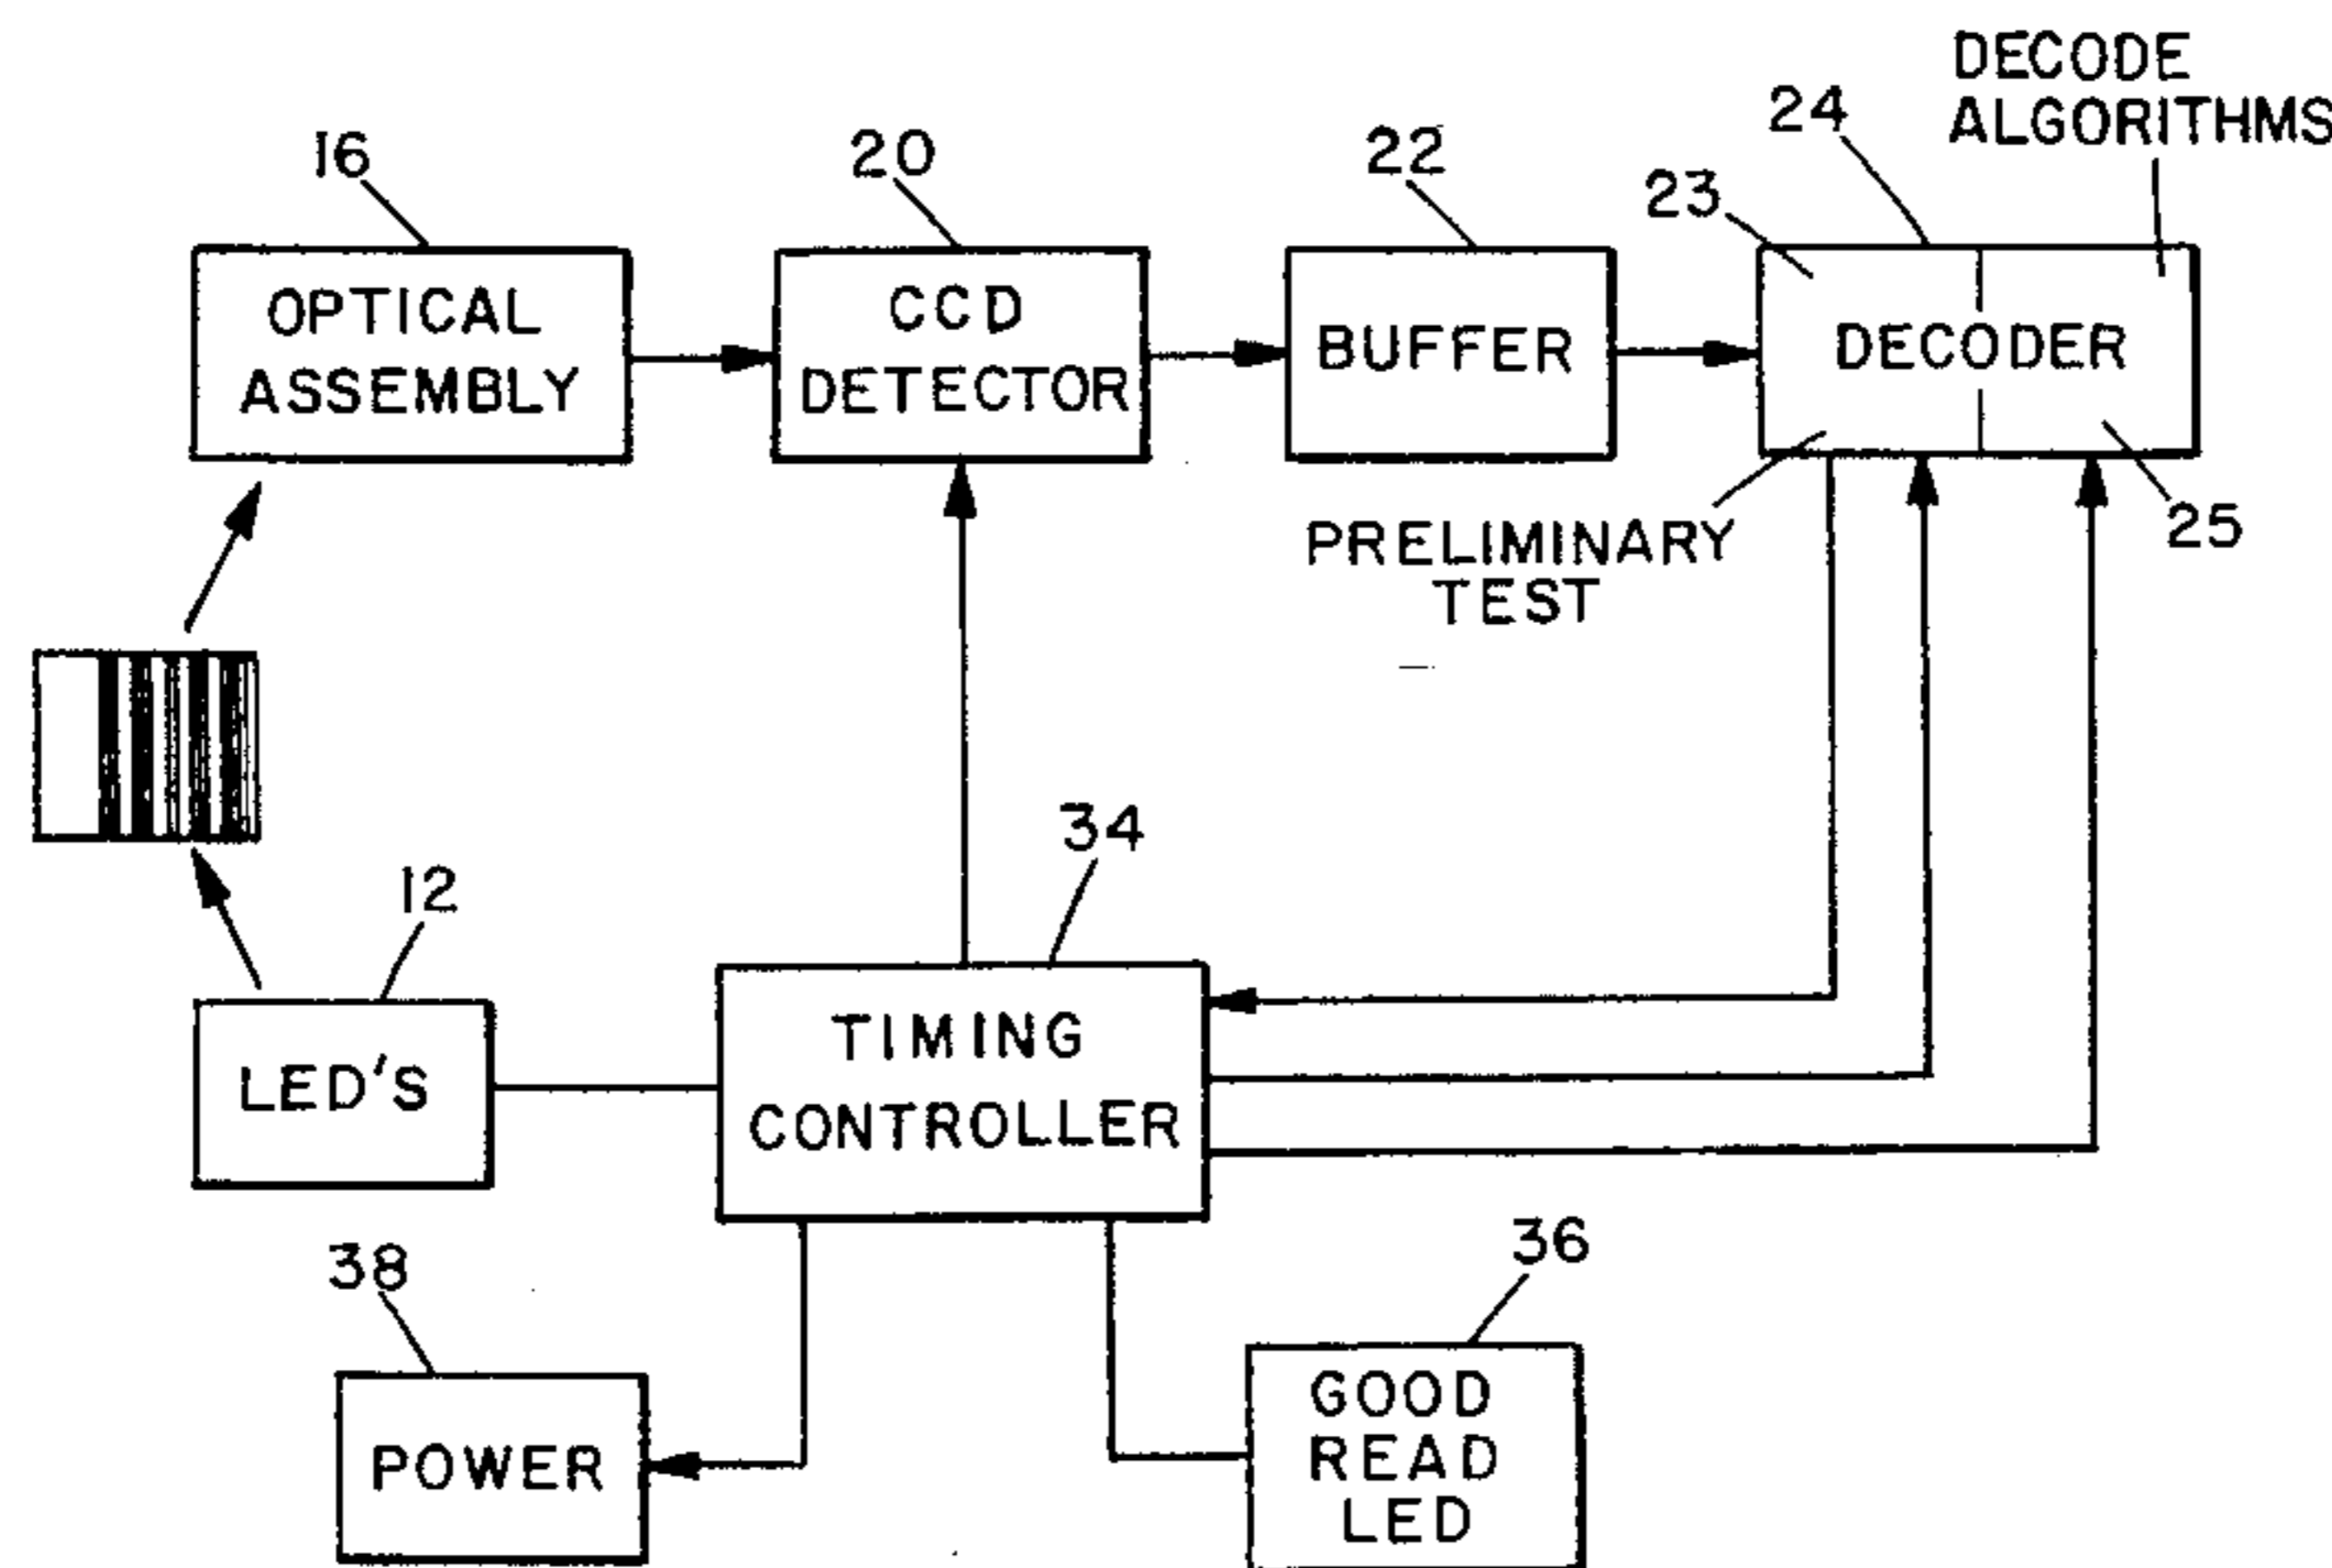 DECODE
ALGORITHMS
16
20
22
23
24
OPTICAL
ASSEMBLY
CCD
DETECTOR
BUFFER
DECODER
PRELIMINARY
TEST
25
12
34
LED'S
TIMING
CONTROLLER
38
36
POWER
GOOD
READ
LED